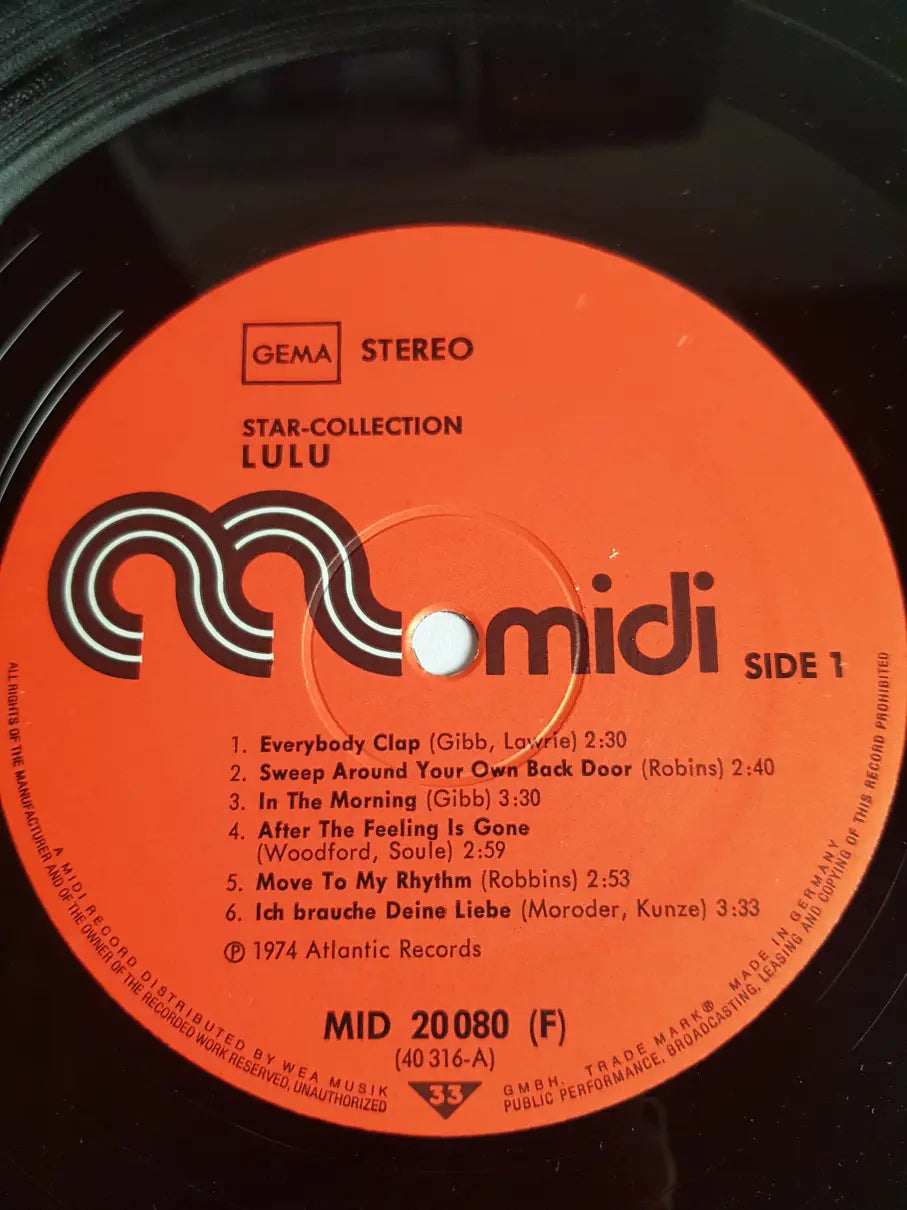 GEMA STEREO
STAR-COLLECTION
LULU
midi SIDE 1
1. Everybody Clap (Gibb, Lawrie) 2:30
2. Sweep Around Your Own Back Door (Robins) 2:40
3. In The Morning (Gibb) 3:30
4. After The Feeling Is Gone
(Woodford, Soule) 2:59
5. Move To My Rhythm (Robbins) 2:53
6. Ich brauche Deine Liebe (Moroder, Kunze) 3:33
℗ 1974 Atlantic Records
MID 20 080 (F)
(40 316-A)
33
A MIDI RECORD DISTRIBUTED BY WEA MUSIK GMBH. TRADE MARK® MADE IN GERMANY
ALL RIGHTS OF THE MANUFACTURER AND OF THE OWNER OF THE RECORDED WORK RESERVED, UNAUTHORIZED PUBLIC PERFORMANCE, BROADCASTING, LEASING AND COPYING OF THIS RECORD PROHIBITED